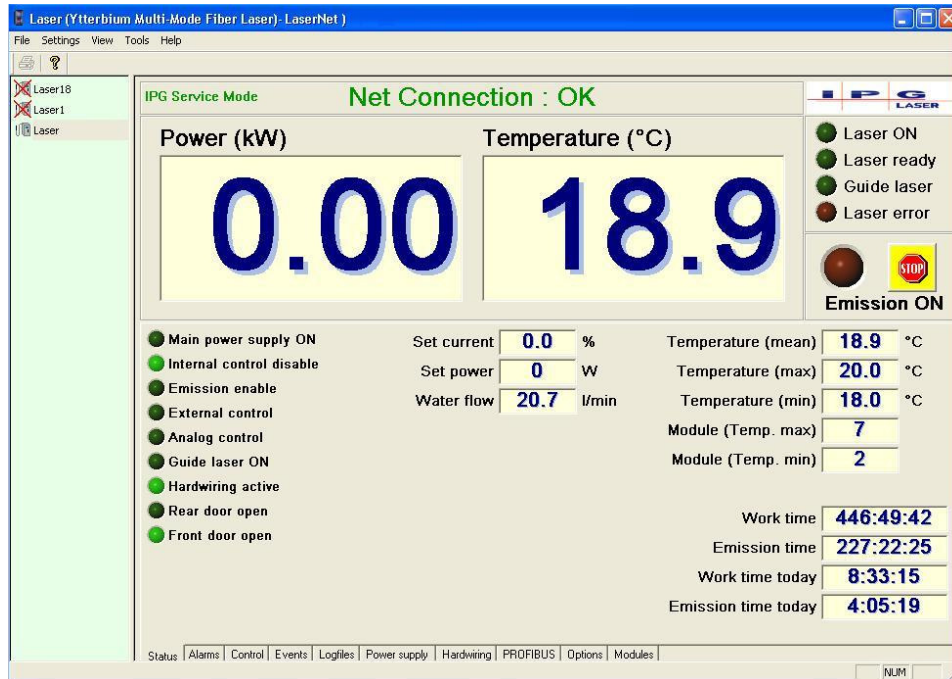 Laser (Ytterbium Multi-Mode Fiber Laser)- LaserNet )
File Settings View Tools Help
Laser18
Laser1
Laser
IPG Service Mode
Net Connection : OK
IPG
LASER
Power (kW)
Temperature (°C)
0.00
18.9
Laser ON
Laser ready
Guide laser
Laser error
STOP
Emission ON
Main power supply ON
Internal control disable
Emission enable
External control
Analog control
Guide laser ON
Hardwiring active
Rear door open
Front door open
Set current 0.0 %
Set power 0 W
Water flow 20.7 l/min
Temperature (mean) 18.9 °C
Temperature (max) 20.0 °C
Temperature (min) 18.0 °C
Module (Temp. max) 7
Module (Temp. min) 2
Work time 446:49:42
Emission time 227:22:25
Work time today 8:33:15
Emission time today 4:05:19
Status Alarms Control Events Logfiles Power supply Hardwiring PROFIBUS Options Modules
NUM